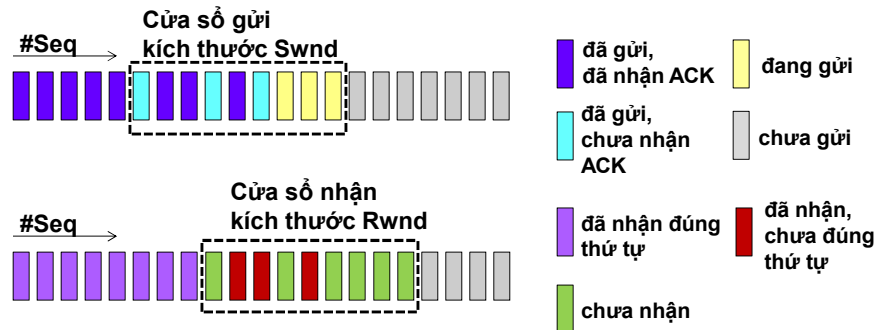 Cửa sổ gửi
kích thước Swnd
#Seq
đã gửi,
đã nhận ACK
đang gửi
đã gửi,
chưa nhận
ACK
chưa gửi
Cửa sổ nhận
kích thước Rwnd
#Seq
đã nhận đúng
thứ tự
đã nhận,
chưa đúng
thứ tự
chưa nhận